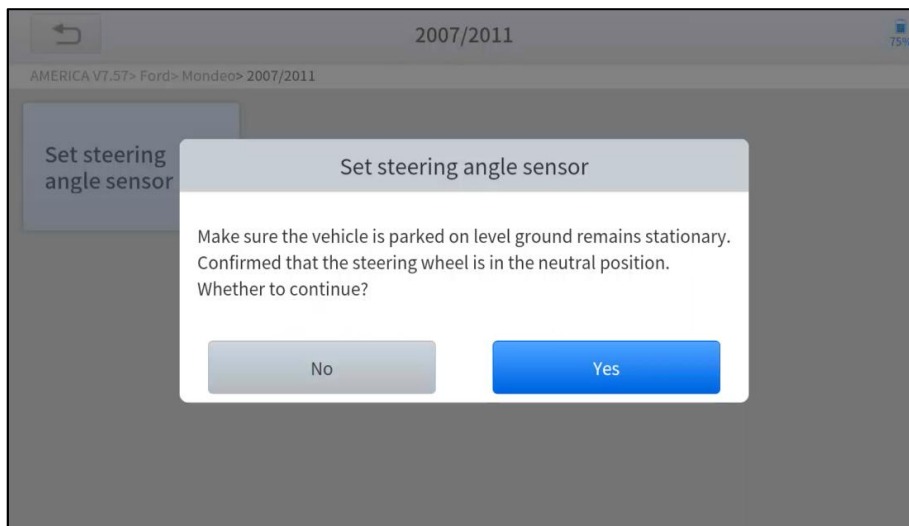 2007/2011
75%
AMERICA V7.57> Ford> Mondeo> 2007/2011
Set steering
angle sensor
Set steering angle sensor
Make sure the vehicle is parked on level ground remains stationary.
Confirmed that the steering wheel is in the neutral position.
Whether to continue?
No
Yes